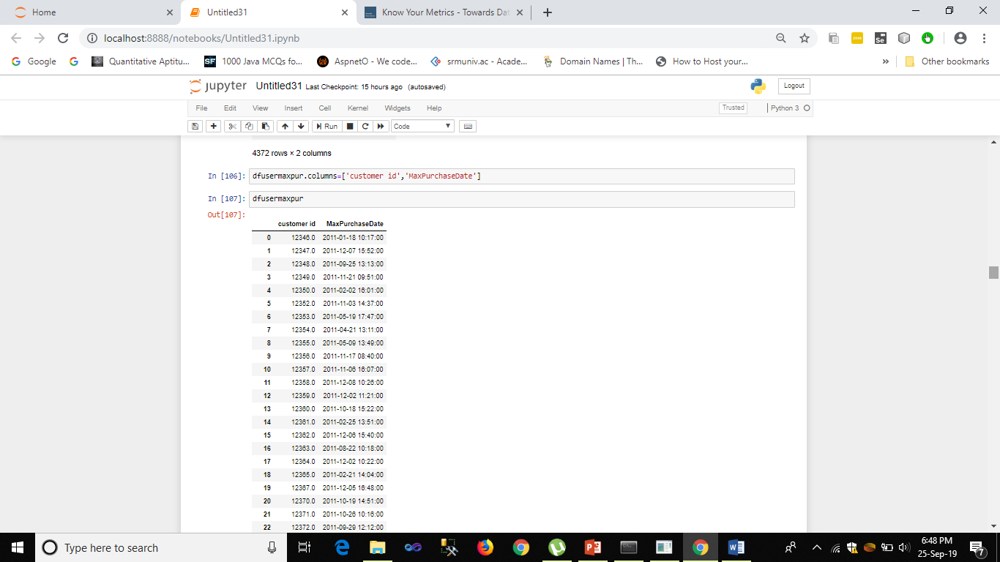 Home
Untitled31
Know Your Metrics - Towards Dat
localhost:8888/notebooks/Untitled31.ipynb
Google
Quantitative Aptitu...
SF 1000 Java MCQs fo...
AspnetO - We code...
srmuniv.ac - Acade...
Domain Names | Th...
How to Host your...
» Other bookmarks
jupyter Untitled31 Last Checkpoint: 15 hours ago (autosaved)
Logout
File Edit View Insert Cell Kernel Widgets Help
Trusted Python 3
Run Code
4372 rows × 2 columns
In [106]: dfusermaxpur.columns=['customer id','MaxPurchaseDate']
In [107]: dfusermaxpur
Out[107]:
customer id MaxPurchaseDate
0 12346.0 2011-01-18 10:17:00
1 12347.0 2011-12-07 15:52:00
2 12348.0 2011-09-25 13:13:00
3 12349.0 2011-11-21 09:51:00
4 12350.0 2011-02-02 16:01:00
5 12352.0 2011-11-03 14:37:00
6 12353.0 2011-05-19 17:47:00
7 12354.0 2011-04-21 13:11:00
8 12355.0 2011-05-09 13:49:00
9 12356.0 2011-11-17 08:40:00
10 12357.0 2011-11-06 16:07:00
11 12358.0 2011-12-08 10:26:00
12 12359.0 2011-12-02 11:21:00
13 12360.0 2011-10-18 15:22:00
14 12361.0 2011-02-25 13:51:00
15 12362.0 2011-12-06 15:40:00
16 12363.0 2011-08-22 10:18:00
17 12364.0 2011-12-02 10:22:00
18 12365.0 2011-02-21 14:04:00
19 12367.0 2011-12-05 16:48:00
20 12370.0 2011-10-19 14:51:00
21 12371.0 2011-10-26 10:16:00
22 12372.0 2011-09-29 12:12:00
Type here to search
6:48 PM
25-Sep-19
7